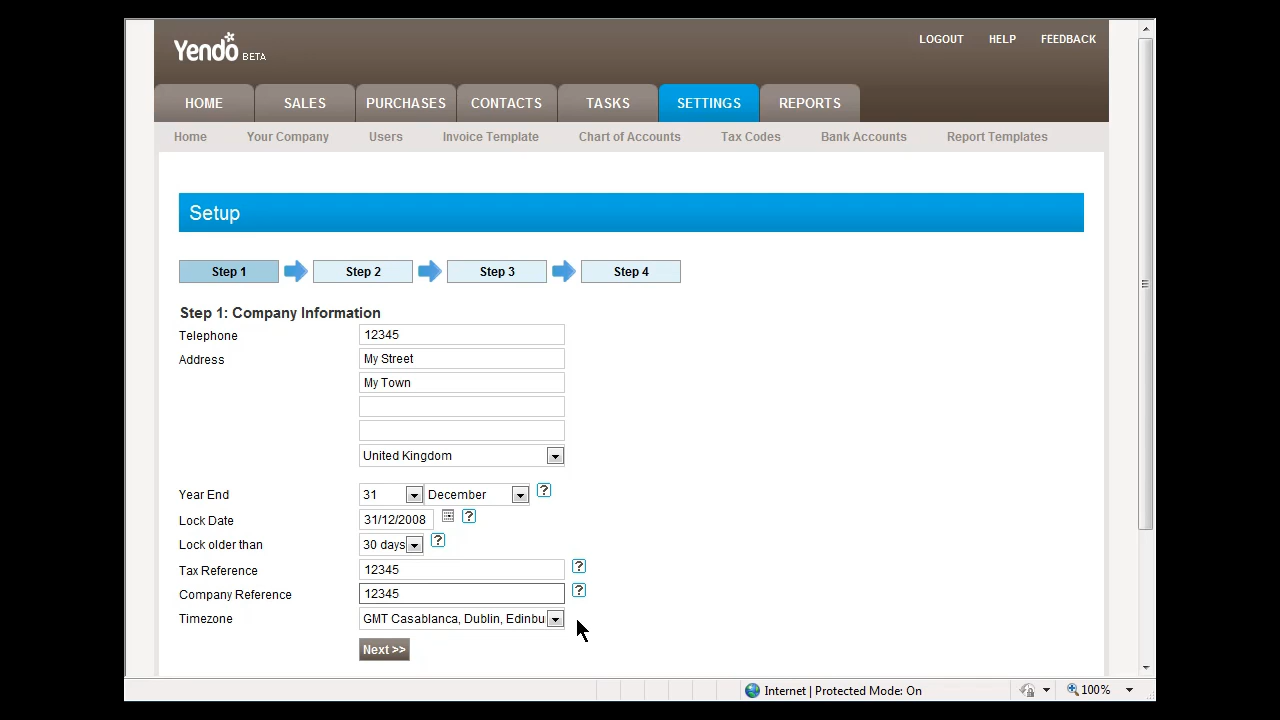 Yendo BETA
LOGOUT HELP FEEDBACK
HOME SALES PURCHASES CONTACTS TASKS SETTINGS REPORTS
Home Your Company Users Invoice Template Chart of Accounts Tax Codes Bank Accounts Report Templates
Setup
Step 1 Step 2 Step 3 Step 4
Step 1: Company Information
Telephone 12345
Address My Street
My Town
United Kingdom
Year End 31 December ?
Lock Date 31/12/2008 ?
Lock older than 30 days ?
Tax Reference 12345 ?
Company Reference 12345 ?
Timezone GMT Casablanca, Dublin, Edinbu
Next >>
Internet | Protected Mode: On 100%